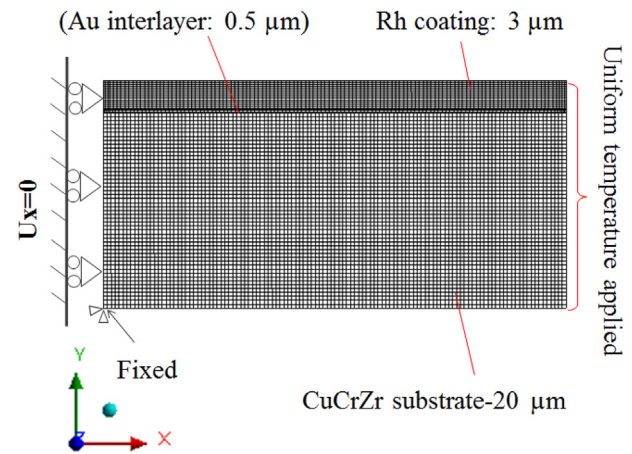 (Au interlayer: 0.5 µm)
Rh coating: 3 µm
Uniform temperature applied
Ux=0
Fixed
CuCrZr substrate-20 µm
Y
Z
X